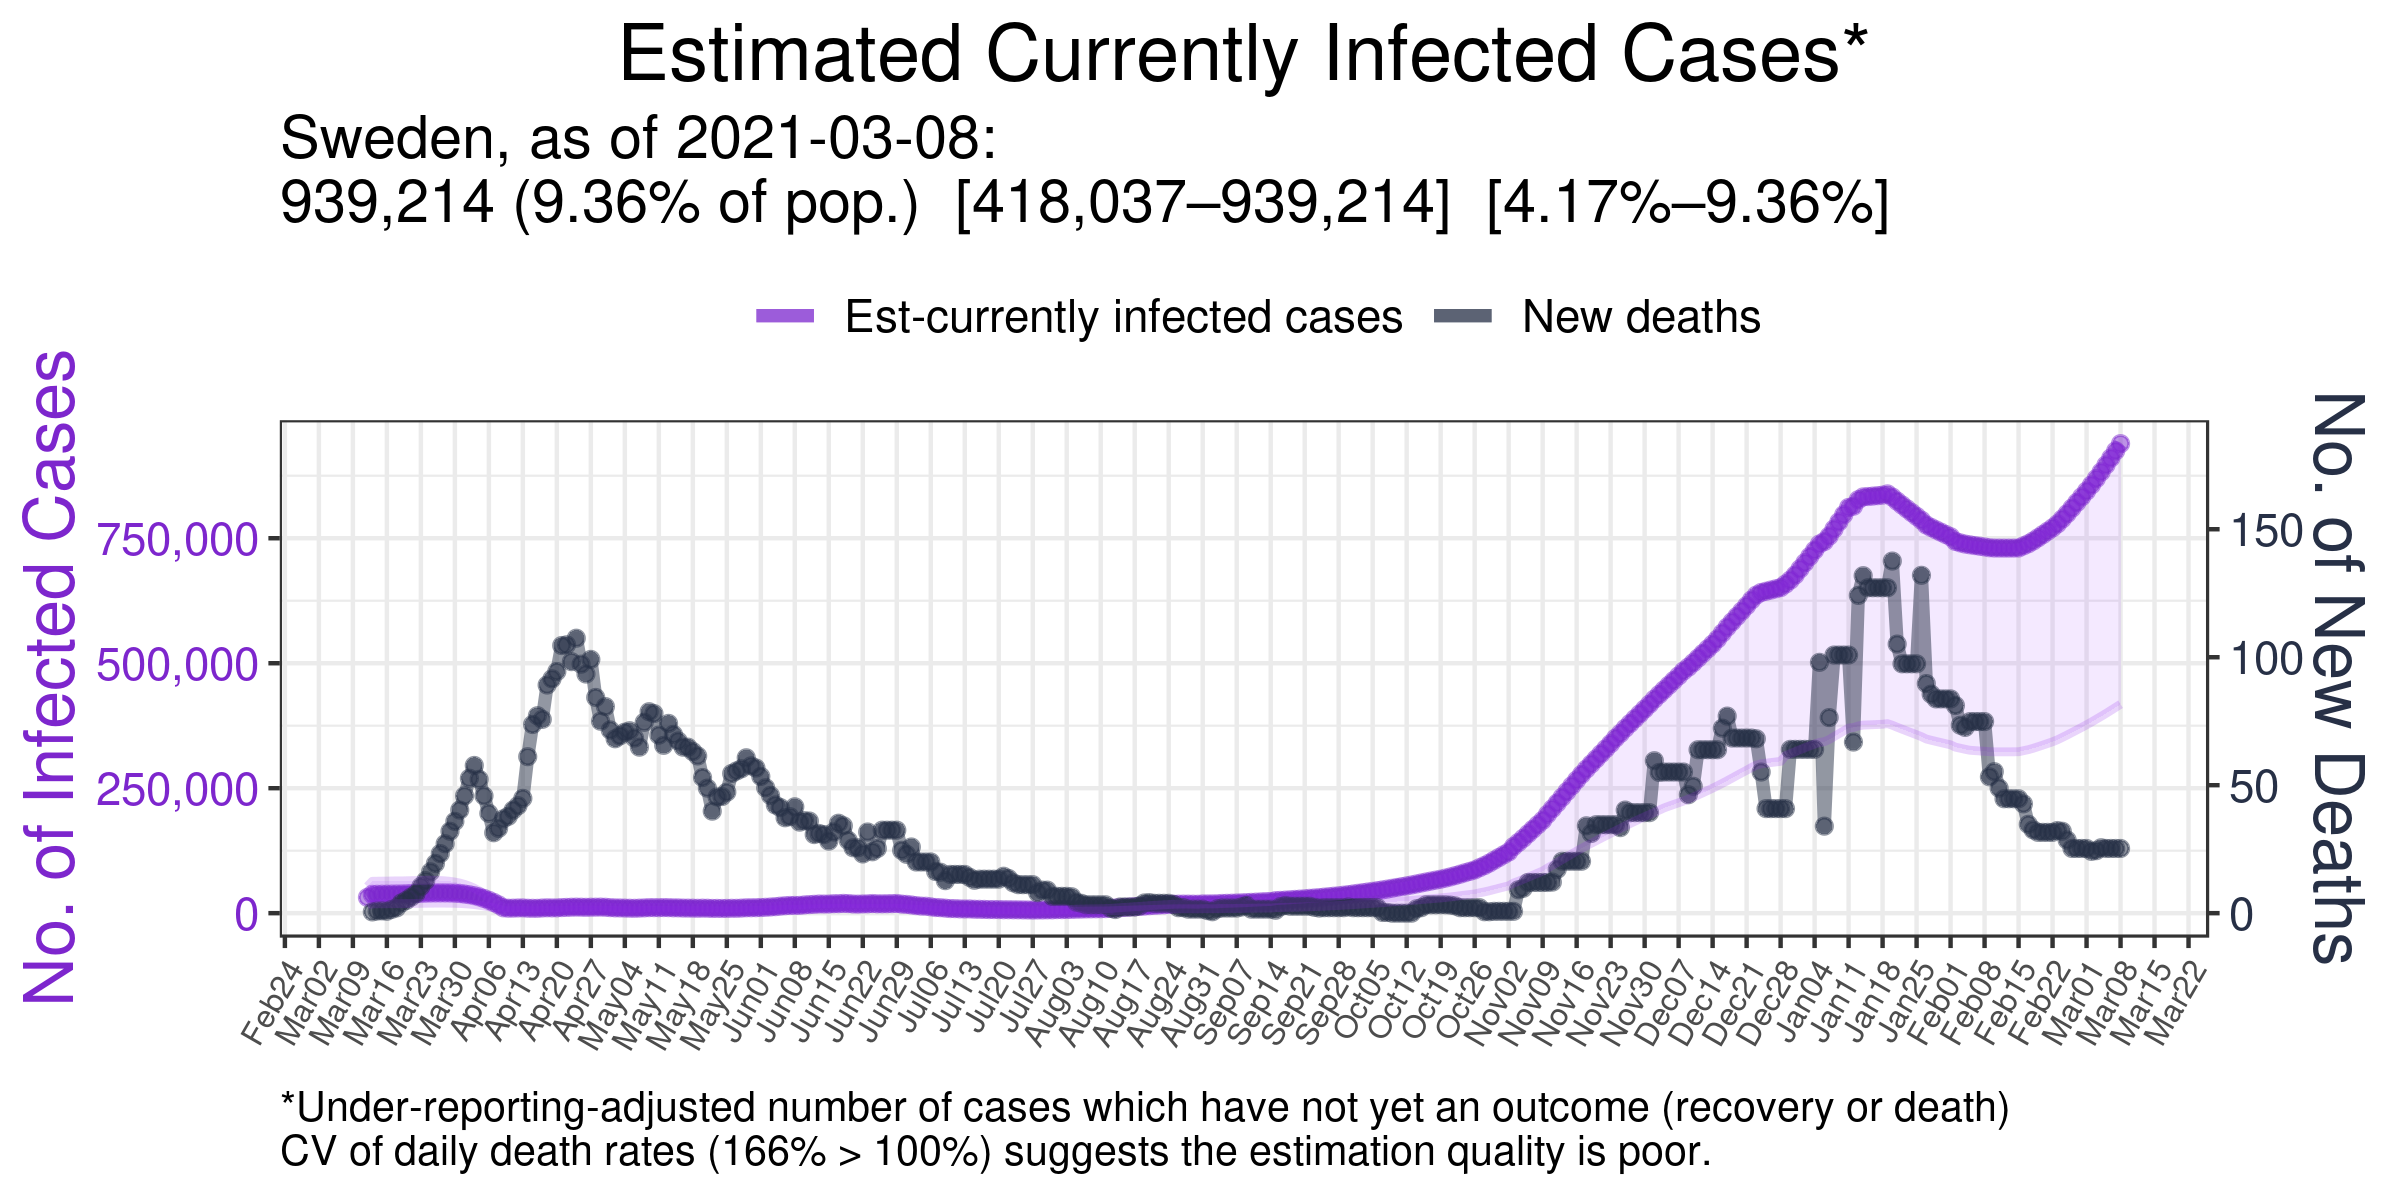 Estimated Currently Infected Cases*
Sweden, as of 2021-03-08:
939,214 (9.36% of pop.) [418,037–939,214] [4.17%–9.36%]
Est-currently infected cases
New deaths
No. of Infected Cases
750,000
500,000
250,000
0
150
100
50
0
No. of New Deaths
Feb24
Mar02
Mar09
Mar16
Mar23
Mar30
Apr06
Apr13
Apr20
Apr27
May04
May11
May18
May25
Jun01
Jun08
Jun15
Jun22
Jun29
Jul06
Jul13
Jul20
Jul27
Aug03
Aug10
Aug17
Aug24
Aug31
Sep07
Sep14
Sep21
Sep28
Oct05
Oct12
Oct19
Oct26
Nov02
Nov09
Nov16
Nov23
Nov30
Dec07
Dec14
Dec21
Dec28
Jan04
Jan11
Jan18
Jan25
Feb01
Feb08
Feb15
Feb22
Mar01
Mar08
Mar15
Mar22
*Under-reporting-adjusted number of cases which have not yet an outcome (recovery or death)
CV of daily death rates (166% > 100%) suggests the estimation quality is poor.